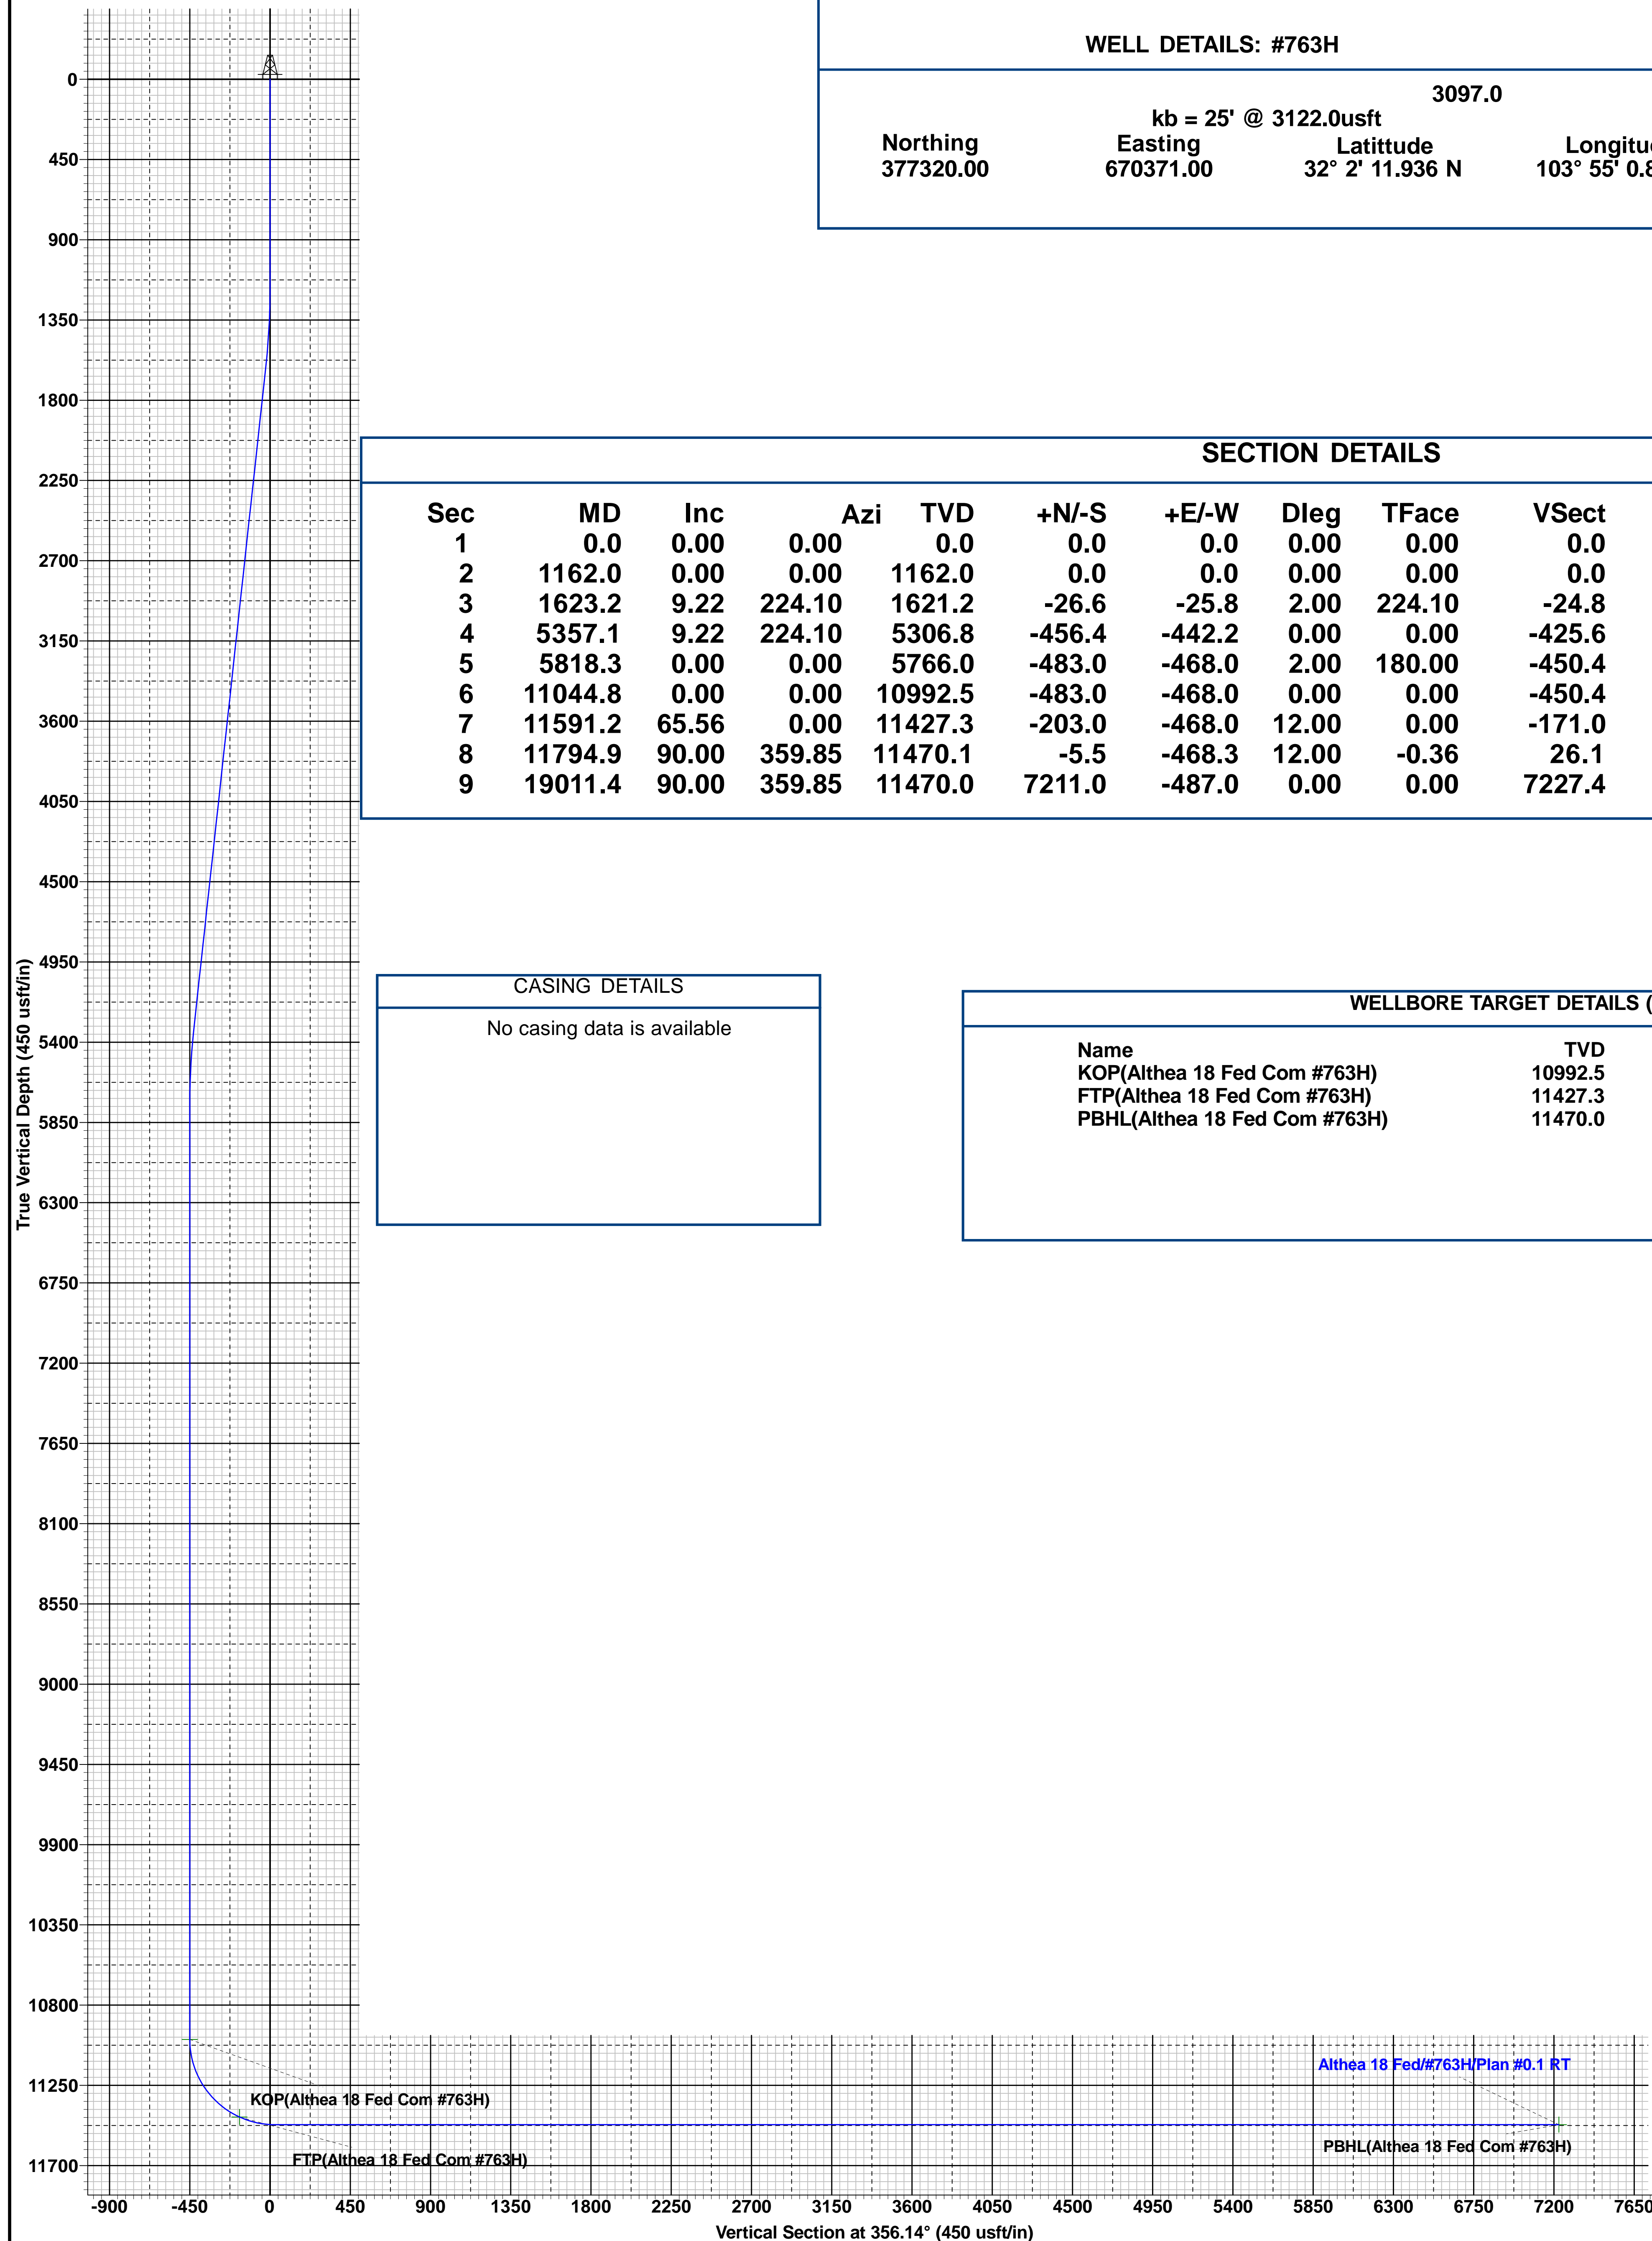 WELL DETAILS: #763H
3097.0
kb = 25' @ 3122.0usft
Northing Easting Latittude
377320.00 670371.00 32° 2' 11.936 N 103° 55'
SECTION DETAILS
Sec MD Inc Azi TVD +N/-S +E/-W Dleg TFace VSect
1 0.0 0.00 0.00 0.0 0.0 0.0 0.00 0.00 0.0
2 1162.0 0.00 0.00 1162.0 0.0 0.0 0.00 0.00 0.0
3 1623.2 9.22 224.10 1621.2 -26.6 -25.8 2.00 224.10 -24.8
4 5357.1 9.22 224.10 5306.8 -456.4 -442.2 0.00 0.00 -425.6
5 5818.3 0.00 0.00 5766.0 -483.0 -468.0 2.00 180.00 -450.4
6 11044.8 0.00 0.00 10992.5 -483.0 -468.0 0.00 0.00 -450.4
7 11591.2 65.56 0.00 11427.3 -203.0 -468.0 12.00 0.00 -171.0
8 11794.9 90.00 359.85 11470.1 -5.5 -468.3 12.00 -0.36 26.1
9 19011.4 90.00 359.85 11470.0 7211.0 -487.0 0.00 0.00 7227.4
CASING DETAILS
No casing data is available
WELLBORE TARGET DETAILS (
Name TVD
KOP(Althea 18 Fed Com #763H) 10992.5
FTP(Althea 18 Fed Com #763H) 11427.3
PBHL(Althea 18 Fed Com #763H) 11470.0
True Vertical Depth (450 usft/in)
0
450
900
1350
1800
2250
2700
3150
3600
4050
4500
4950
5400
5850
6300
6750
7200
7650
8100
8550
9000
9450
9900
10350
10800
11250
11700
Althea 18 Fed/#763H/Plan #0.1 RT
KOP(Althea 18 Fed Com #763H)
PBHL(Althea 18 Fed Com #763H)
FTP(Althea 18 Fed Com #763H)
-900 -450 0 450 900 1350 1800 2250 2700 3150 3600 4050 4500 4950 5400 5850 6300 6750 7200 7650
Vertical Section at 356.14° (450 usft/in)